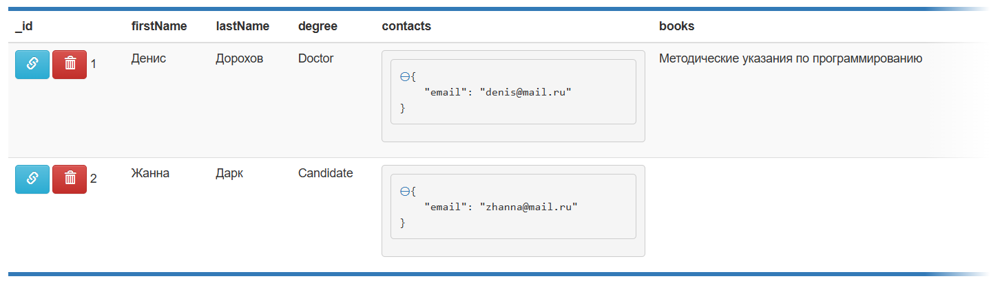 _id firstName lastName degree contacts books
1 Денис Дорохов Doctor Методические указания по программированию
{
"email": "denis@mail.ru"
}
2 Жанна Дарк Candidate
{
"email": "zhanna@mail.ru"
}